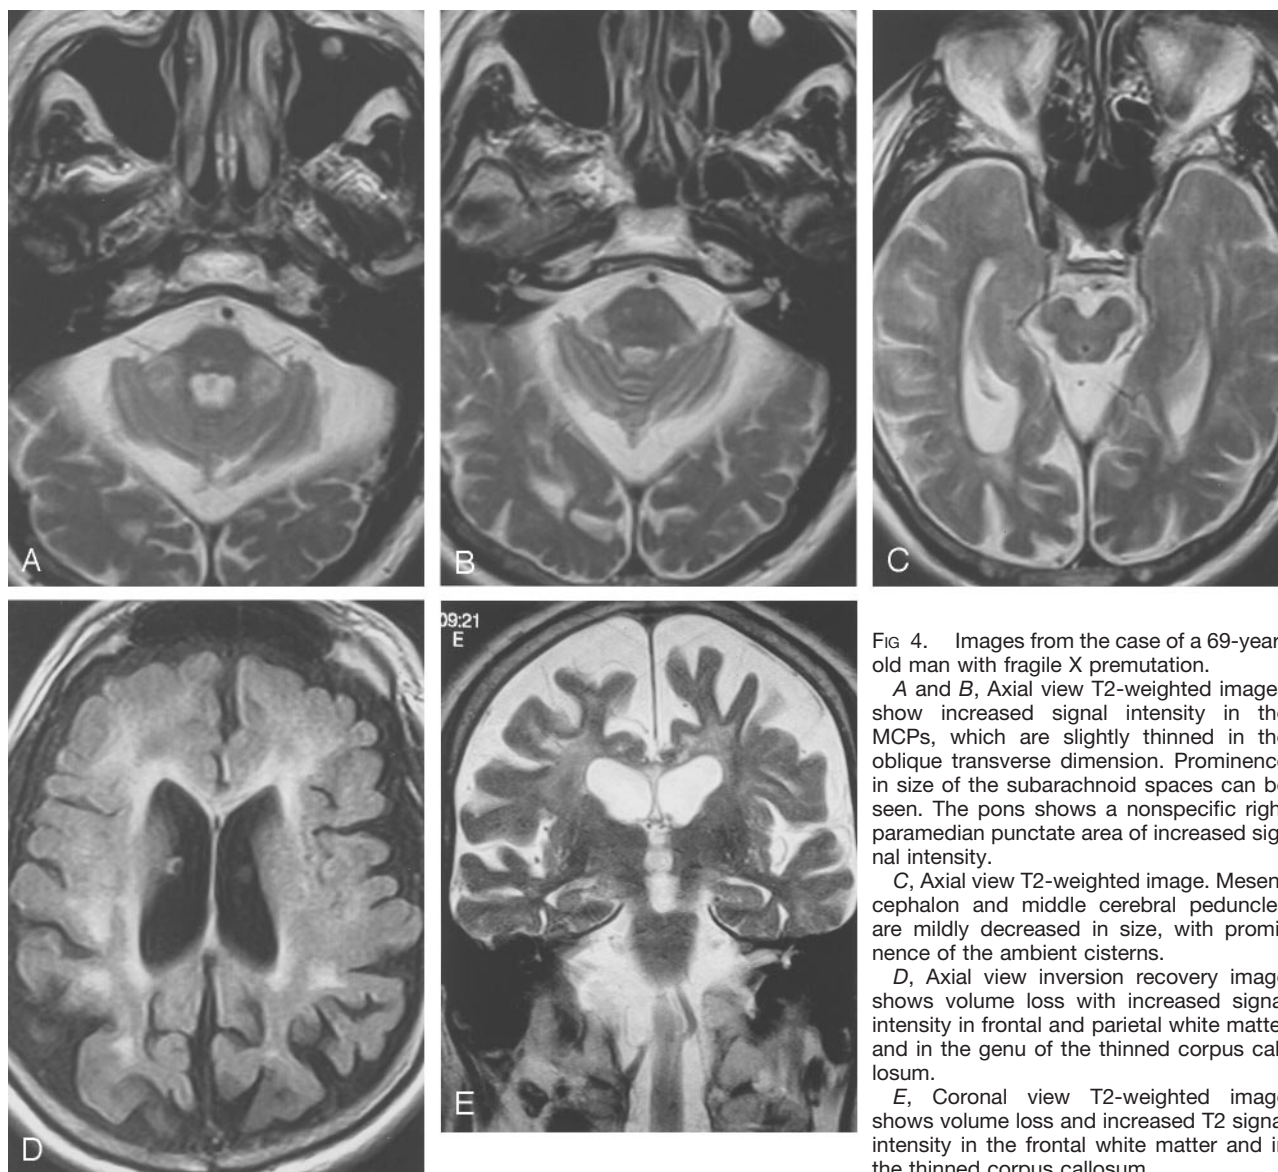 A
B
C
09:21
E
D
E
FIG 4. Images from the case of a 69-year
old man with fragile X premutation.
A and B, Axial view T2-weighted image
show increased signal intensity in the
MCPs, which are slightly thinned in the
oblique transverse dimension. Prominence
in size of the subarachnoid spaces can be
seen. The pons shows a nonspecific righ
paramedian punctate area of increased sig
nal intensity.
C, Axial view T2-weighted image. Mesen
cephalon and middle cerebral peduncle
are mildly decreased in size, with promi
nence of the ambient cisterns.
D, Axial view inversion recovery image
shows volume loss with increased signa
intensity in frontal and parietal white matte
and in the genu of the thinned corpus cal
losum.
E, Coronal view T2-weighted image
shows volume loss and increased T2 signa
intensity in the frontal white matter and in
the thinned corpus callosum.